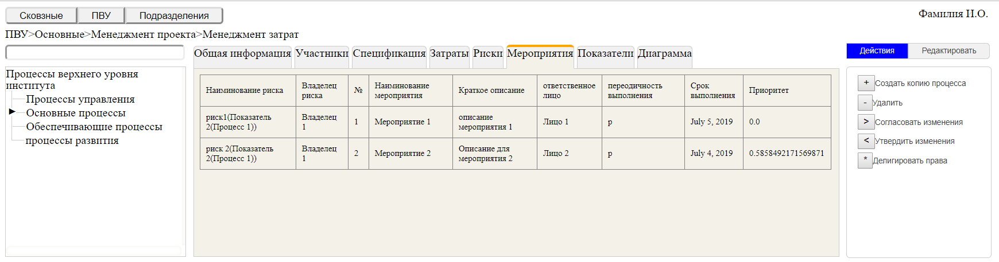 Сковзные ПВУ Подразделения
Фамилия И.О.
ПВУ>Основные>Менеджмент проекта>Менеджмент затрат
Процессы верхнего уровня
института
Процессы управления
Основные процессы
Обеспечивающие процессы
процессы развития
Общая информация Участники Спецификация Затраты Риски Мероприятия Показатели Диаграмма
Наиминование риска
Владелец
риска
№
Наиминование
мероприятия
Краткое описание
ответственное
лицо
переодичность
выполнения
Срок
выполнения
Приоритет
риск1(Показатель
2(Процесс 1))
Владелец
1
1
Мероприятие 1
описание
мероприятия 1
Лицо 1
р
July 5, 2019
0.0
риск 2(Показатель
2(Процесс 1))
Владелец
1
2
Мероприятие 2
Описание для
мероприятия 2
Лицо 2
р
July 4, 2019
0.5858492171569871
Действия Редактировать
+ Создать копию процесса
- Удалить
> Согласовать изменения
< Утвердить изменения
* Делигировать права